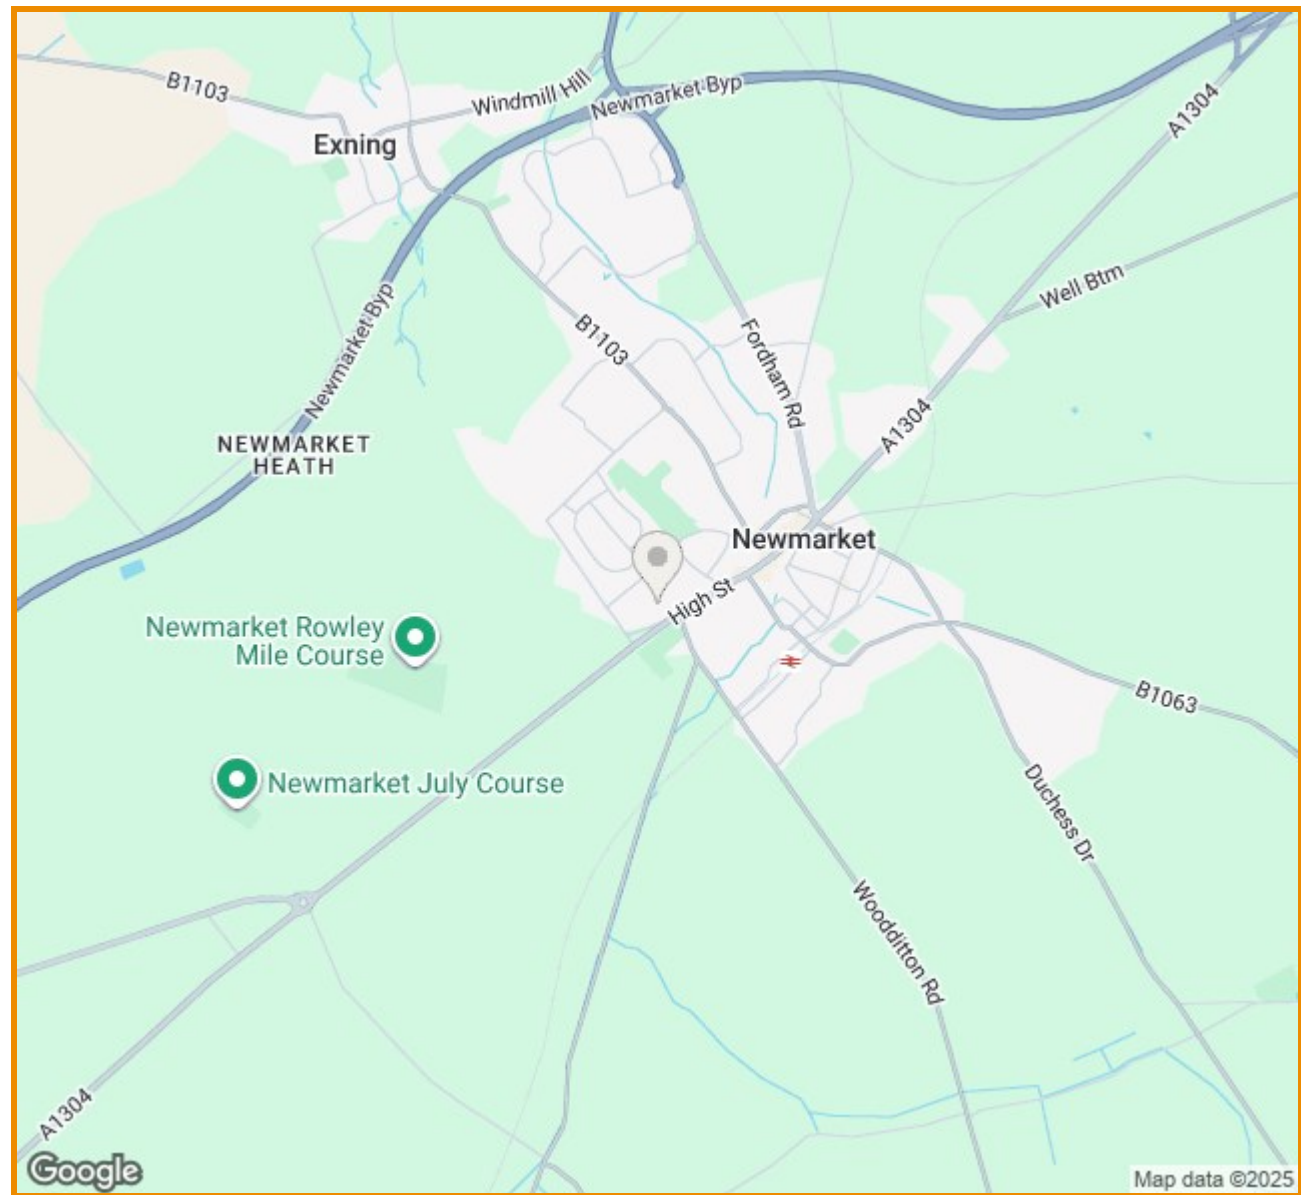 B1103
Windmill Hill
Newmarket Byp
A1304
Exning
Well Btm
Newmarket Byp
B1103
Fordham Rd
A1304
NEWMARKET
HEATH
Newmarket
High St
Newmarket Rowley
Mile Course
B1063
Newmarket July Course
Duchess Dr
Woodditton Rd
A1304
Google
Map data ©2025